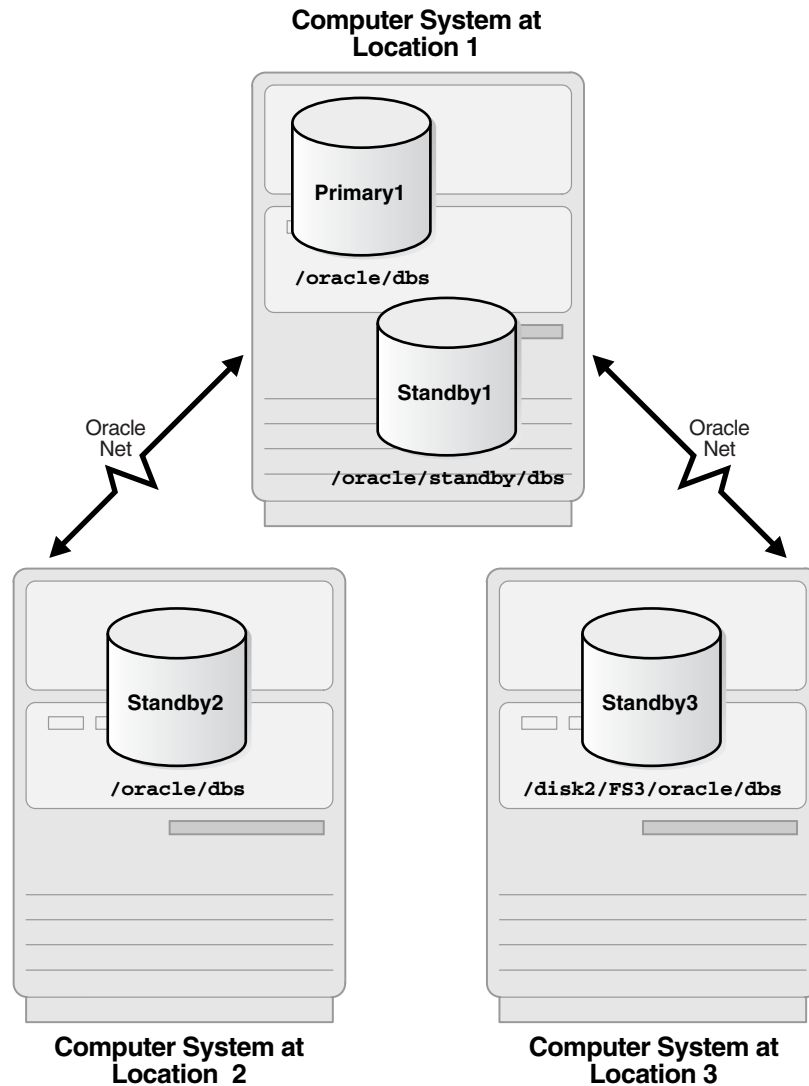 Computer System at
Location 1
Primary1
/oracle/dbs
Standby1
/oracle/standby/dbs
Oracle
Net
Oracle
Net
Standby2
/oracle/dbs
Standby3
/disk2/FS3/oracle/dbs
Computer System at
Location 2
Computer System at
Location 3